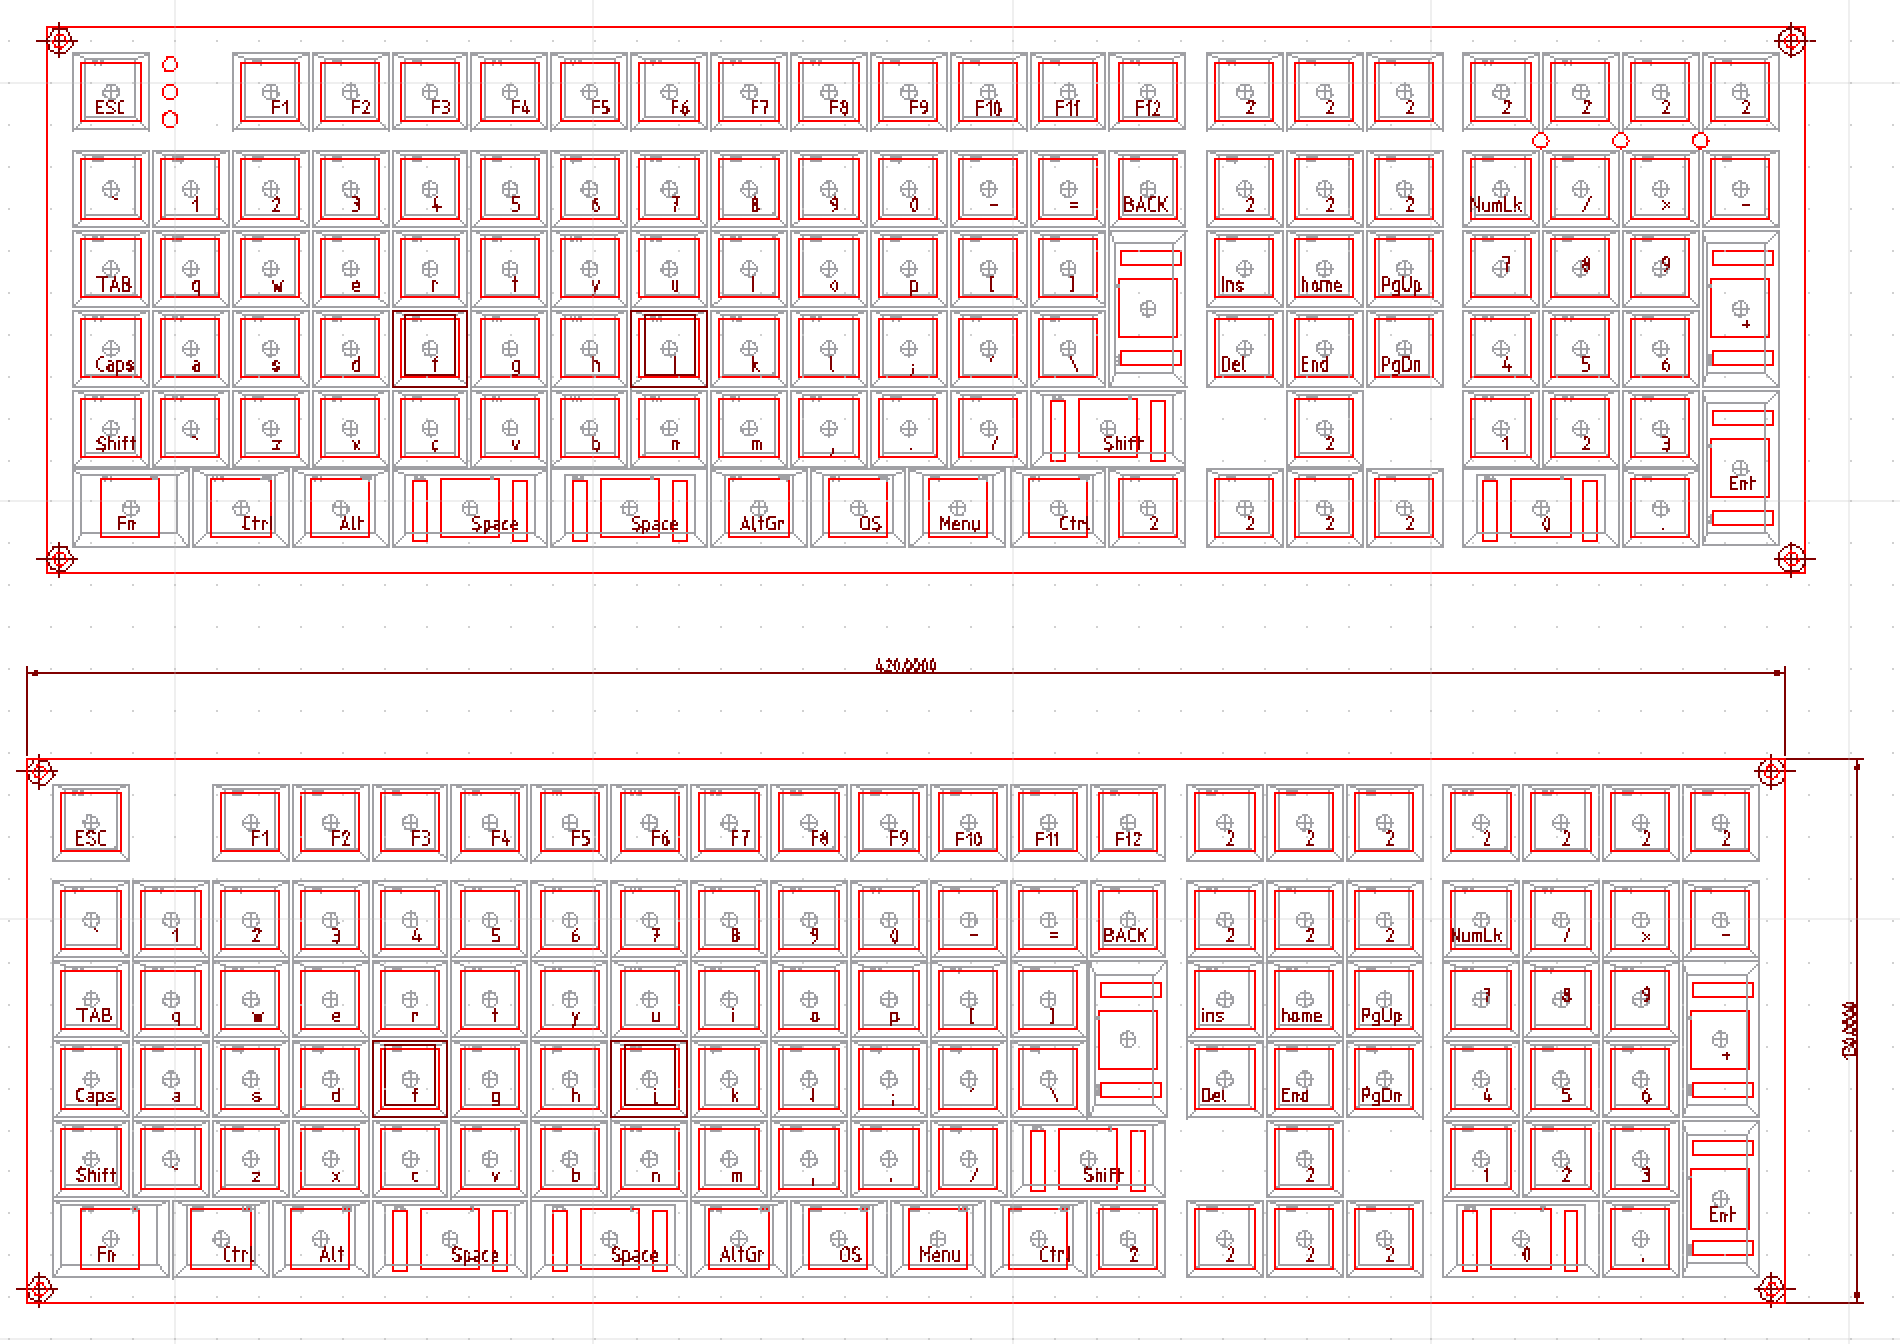 ESC F1 F2 F3 F4 F5 F6 F7 F8 F9 F10 F11 F12 2 2 2 2 2 2 2
` 1 2 3 4 5 6 7 8 9 0 - = BACK 2 2 2 NumLk / * -
TAB q w e r t y u i o p [ ] Ins home PgUp 7 8 9
Caps a s d f g h j k l ; ' \ Del End PgDn 4 5 6 +
Shift ` z x c v b n m , . / Shift 2 1 2 3
Fn Ctrl Alt Space Space AltGr OS Menu Ctrl 2 2 2 2 0 . Ent
420.0000
ESC F1 F2 F3 F4 F5 F6 F7 F8 F9 F10 F11 F12 2 2 2 2 2 2 2
` 1 2 3 4 5 6 7 8 9 0 - = BACK 2 2 2 NumLk / * -
TAB q w e r t y u i o p [ ] ins home PgUp 7 8 9
130.0000
Caps a s d f g h j k l ; ' \ Del End PgDn 4 5 6 +
Shift ` z x c v b n m , . / Shift 2 1 2 3
Fn Ctrl Alt Space Space AltGr OS Menu Ctrl 2 2 2 2 0 . Ent